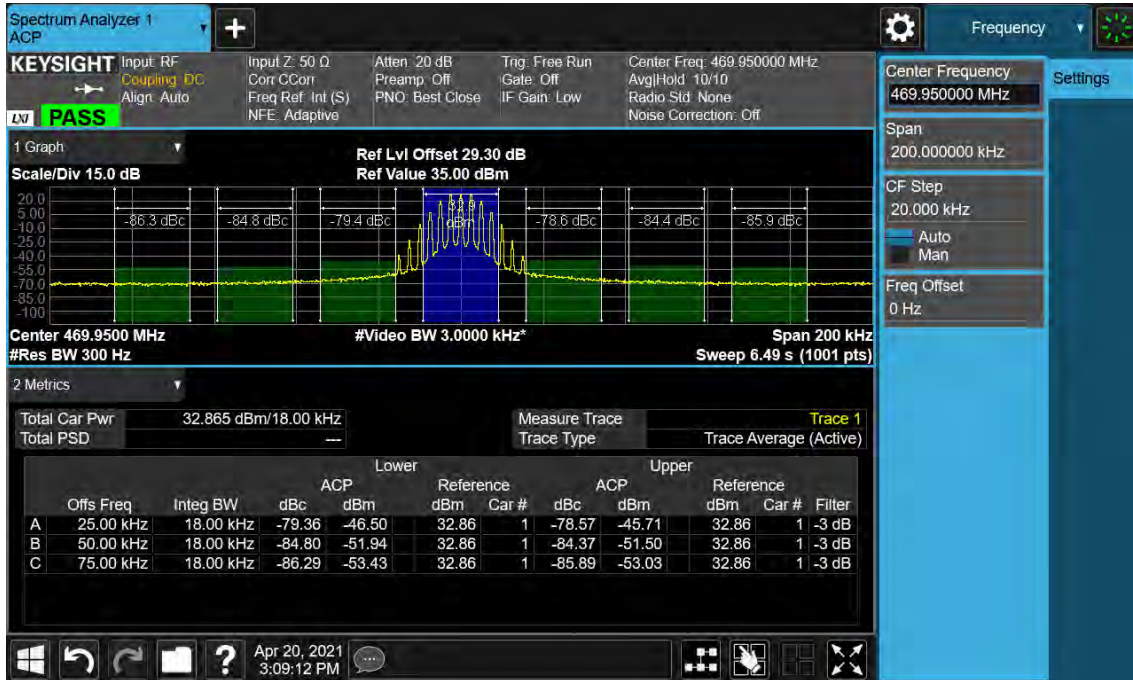 Spectrum Analyzer 1
ACP
+
Frequency
KEYSIGHT
Input: RF
Coupling: DC
Align: Auto
Input Z: 50 Ω
Corr CCorr
Freq Ref: Int (S)
NFE: Adaptive
Atten: 20 dB
Preamp: Off
PNO: Best Close
Trig: Free Run
Gate: Off
IF Gain: Low
Center Freq: 469.950000 MHz
Avg|Hold: 10/10
Radio Std: None
Noise Correction: Off
LXI PASS
Center Frequency
469.950000 MHz
Settings
Span
200.000000 kHz
CF Step
20.000 kHz
Auto
Man
Freq Offset
0 Hz
1 Graph
Scale/Div 15.0 dB
Ref Lvl Offset 29.30 dB
Ref Value 35.00 dBm
20.0
5.00
-10.0
-25.0
-40.0
-55.0
-70.0
-85.0
-100
-86.3 dBc -84.8 dBc -79.4 dBc -78.6 dBc -84.4 dBc -85.9 dBc
Center 469.9500 MHz #Video BW 3.0000 kHz* Span 200 kHz
#Res BW 300 Hz Sweep 6.49 s (1001 pts)
2 Metrics
Total Car Pwr 32.865 dBm/18.00 kHz Measure Trace Trace 1
Total PSD --- Trace Type Trace Average (Active)
Lower Upper
ACP Reference ACP Reference
Offs Freq Integ BW dBc dBm dBm Car # dBc dBm dBm Car # Filter
A 25.00 kHz 18.00 kHz -79.36 -46.50 32.86 1 -78.57 -45.71 32.86 1 -3 dB
B 50.00 kHz 18.00 kHz -84.80 -51.94 32.86 1 -84.37 -51.50 32.86 1 -3 dB
C 75.00 kHz 18.00 kHz -86.29 -53.43 32.86 1 -85.89 -53.03 32.86 1 -3 dB
?
Apr 20, 2021
3:09:12 PM